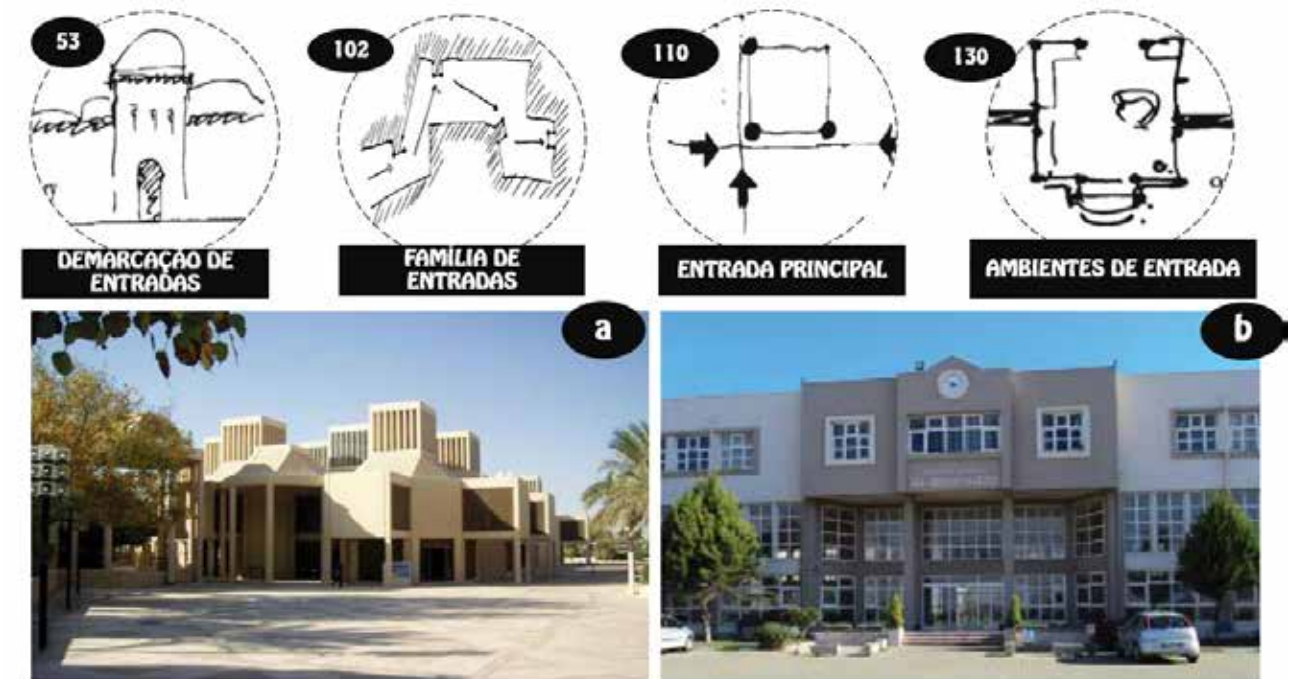 53
102
110
130
DEMARCAÇÃO DE
ENTRADAS
FAMÍLIA DE
ENTRADAS
ENTRADA PRINCIPAL
AMBIENTES DE ENTRADA
a
b